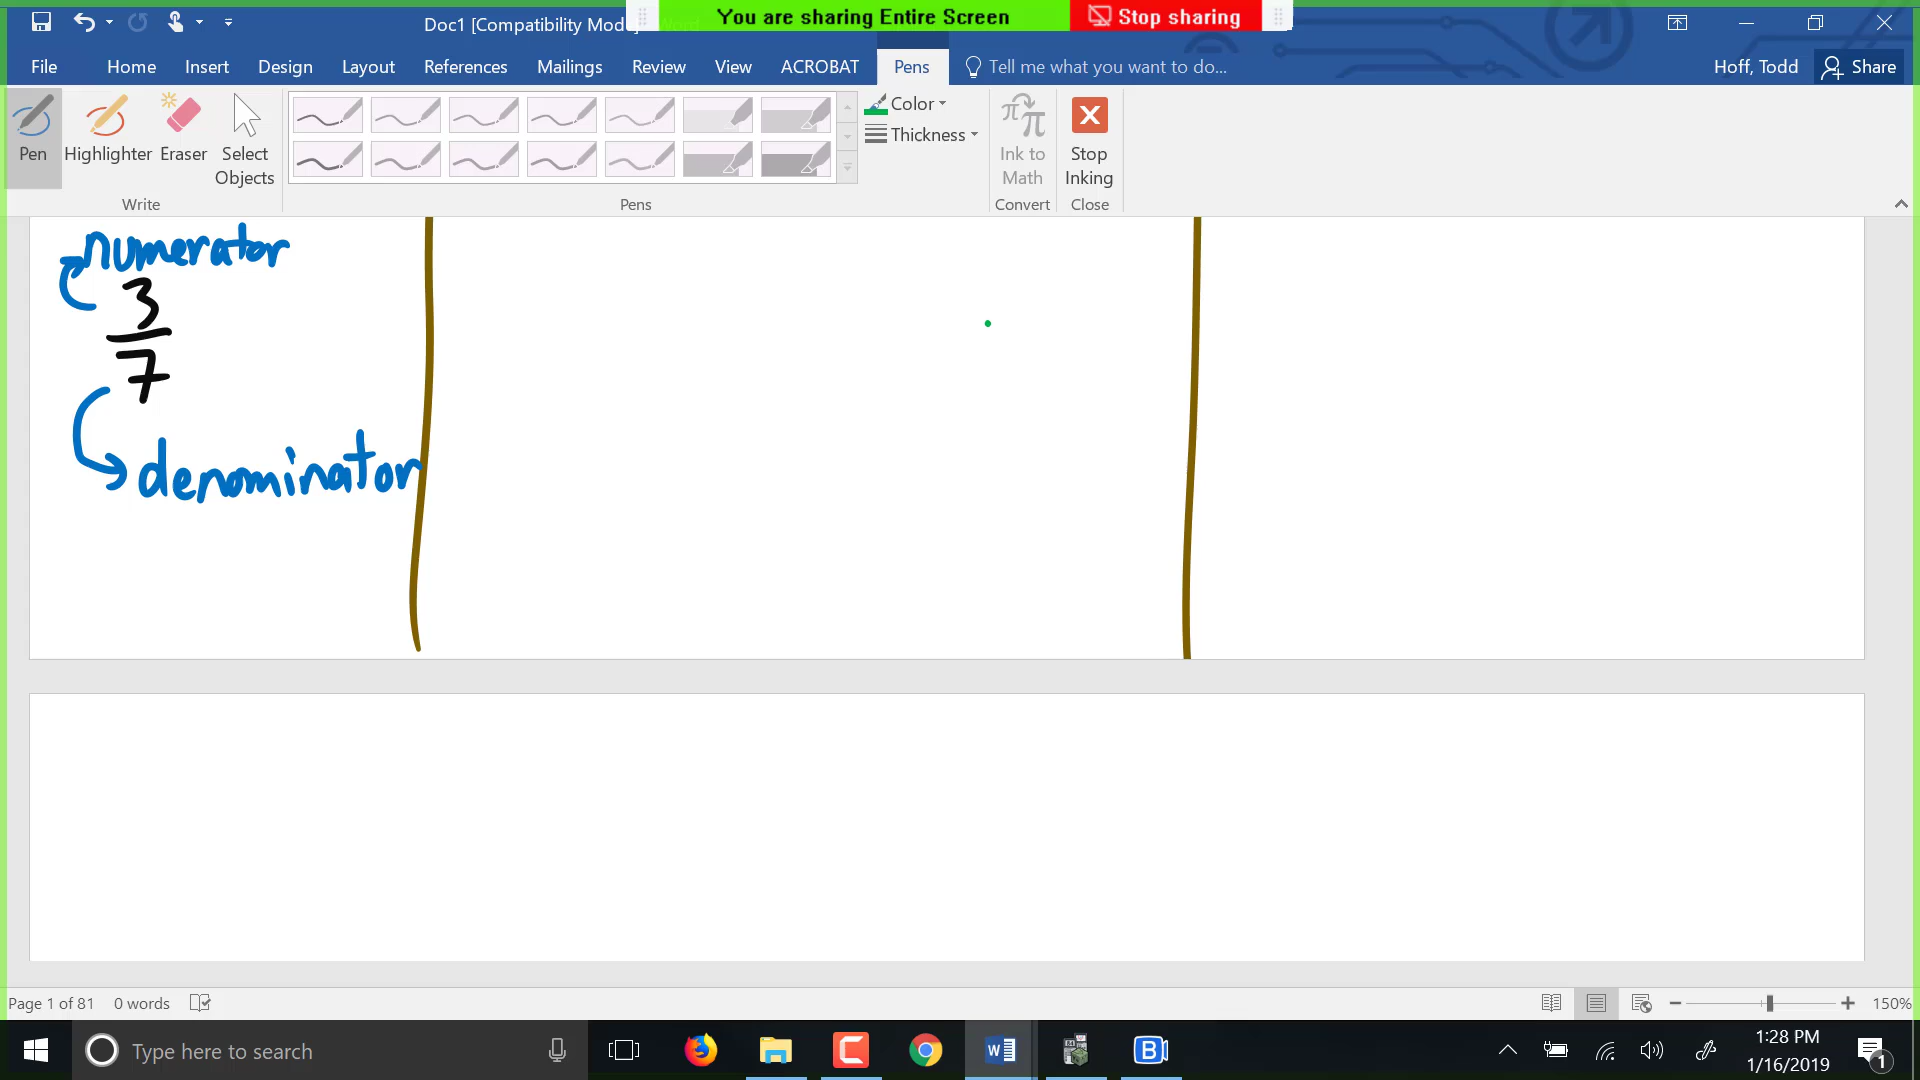 Doc1 [Compatibility Mod
You are sharing Entire Screen
Stop sharing
File Home Insert Design Layout References Mailings Review View ACROBAT Pens Tell me what you want to do... Hoff, Todd Share
Pen Highlighter Eraser Select Objects
Color
Thickness
Ink to Math
Stop Inking
Write Pens Convert Close
numerator
3
7
denominator
Page 1 of 81 0 words 150%
Type here to search
1:28 PM
1/16/2019
1